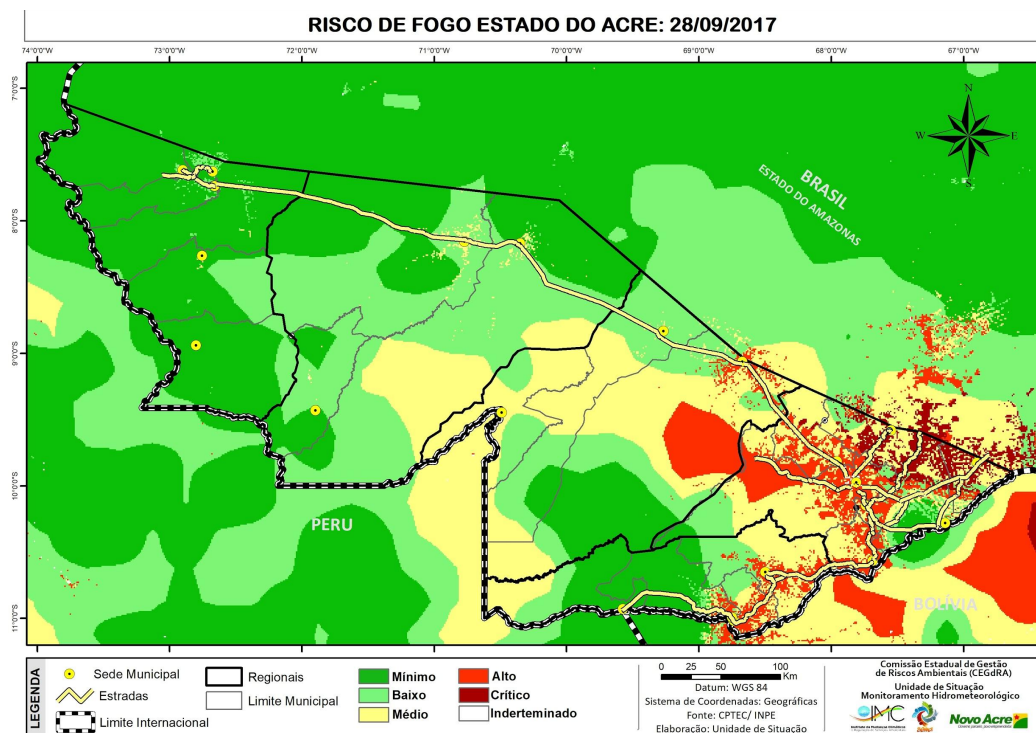 RISCO DE FOGO ESTADO DO ACRE: 28/09/2017
74°0'0"W 73°0'0"W 72°0'0"W 71°0'0"W 70°0'0"W 69°0'0"W 68°0'0"W 67°0'0"W
7°0'0"S
8°0'0"S
9°0'0"S
10°0'0"S
11°0'0"S
N
W E
S
BRASIL
ESTADO DO AMAZONAS
PERU
BOLÍVIA
LEGENDA
Sede Municipal
Estradas
Limite Internacional
Regionais
Limite Municipal
Mínimo
Baixo
Médio
Alto
Crítico
Inderteminado
0 25 50 100
Km
Datum: WGS 84
Sistema de Coordenadas: Geográficas
Fonte: CPTEC/ INPE
Elaboração: Unidade de Situação
Comissão Estadual de Gestão
de Riscos Ambientais (CEGdRA)
Unidade de Situação
Monitoramento Hidrometeorológico
IMC
Novo Acre